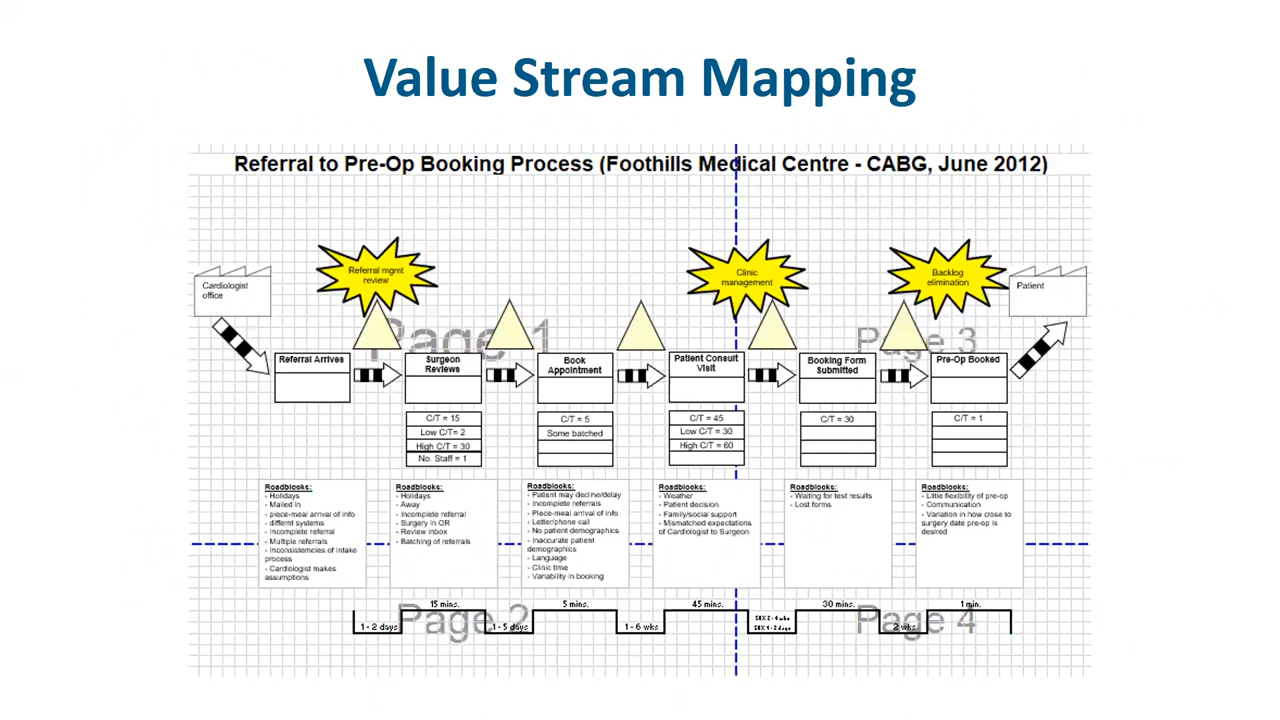 Value Stream Mapping
Referral to Pre-Op Booking Process (Foothills Medical Centre - CABG, June 2012)
Cardiologist
office
Referral mgmt
review
Clinic
management
Backlog
elimination
Patient
Page 1
Page 3
Referral Arrives
Surgeon
Reviews
Book
Appointment
Patient Consult
Visit
Booking Form
Submitted
Pre-Op Booked
C/T = 15
Low C/T= 2
High C/T = 30
No. Staff = 1
C/T = 5
Some batched
C/T = 45
Low C/T = 30
High C/T = 60
C/T = 30
C/T = 1
Roadblocks:
- Holidays
- Mailed in
- piece-meal arrival of info
- differnt systems
- Incomplete referral
- Multiple referrals
- Inconsistencies of intake
process
- Cardiologist makes
assumptions
Roadblocks:
- Holidays
- Away
- Incomplete referral
- Surgery in OR
- Review inbox
- Batching of referrals
Roadblocks:
- Patient may decline/delay
- Incomplete referrals
- Piece-meal arrival of info
- Letter/phone call
- No patient demographics
- Inaccurate patient
demographics
- Language
- Clinic time
- Variability in booking
Roadblocks:
- Weather
- Patient decision
- Family/social support
- Mismatched expectations
of Cardiologist to Surgeon
Roadblocks:
- Waiting for test results
- Lost forms
Roadblocks:
- Little flexibility of pre-op
- Communication
- Variation in how close to
surgery date pre-op is
desired
Page 2
Page 4
15 mins.
5 mins.
45 mins.
30 mins.
1 min.
1 - 2 days
1 - 5 days
1 - 6 wks
2 wks